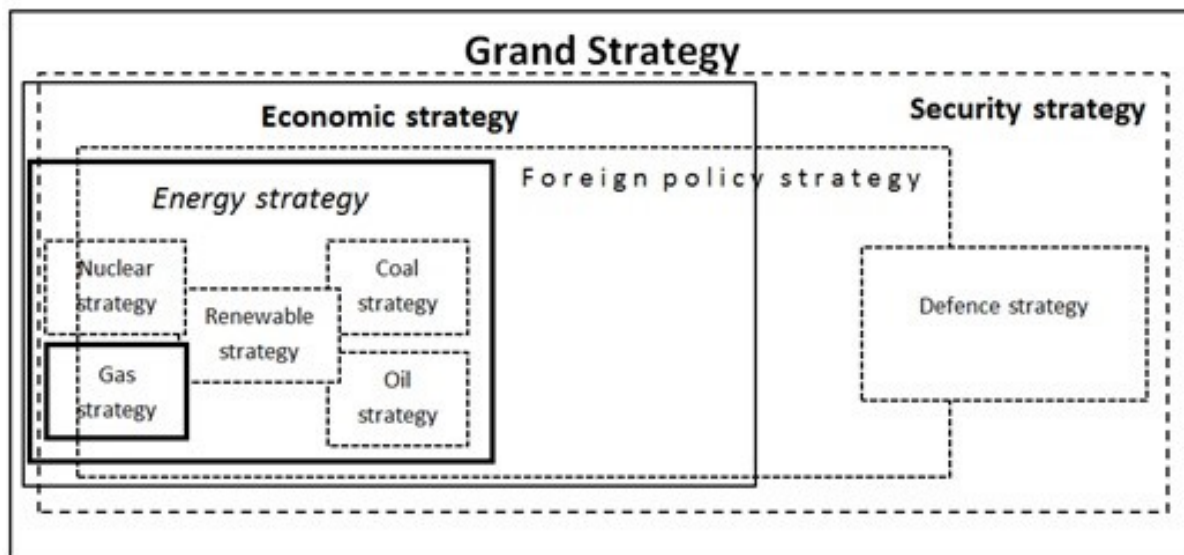 Grand Strategy
Economic strategy
Security strategy
Foreign policy strategy
Energy strategy
Nuclear
strategy
Coal
strategy
Renewable
strategy
Gas
strategy
Oil
strategy
Defence strategy